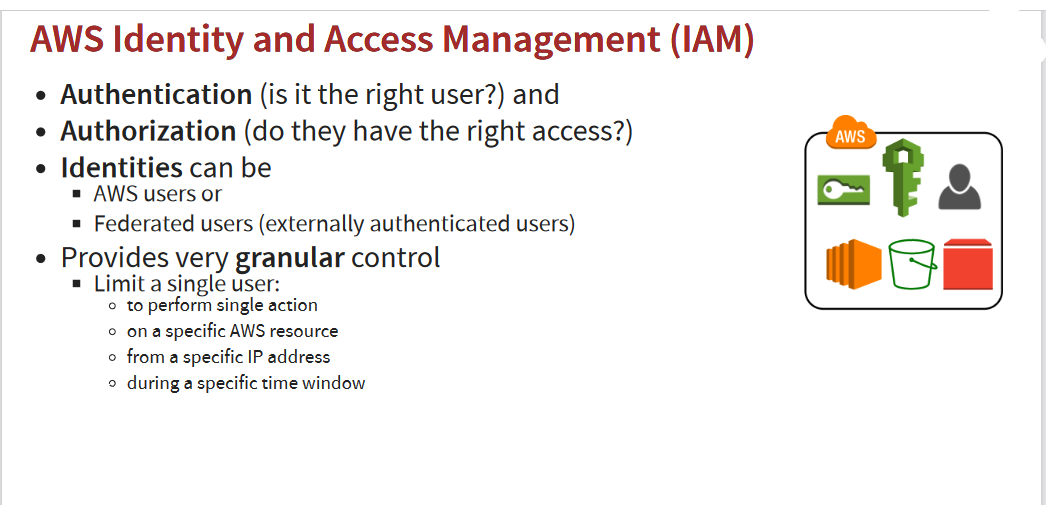 AWS Identity and Access Management (IAM)
• Authentication (is it the right user?) and
• Authorization (do they have the right access?)
• Identities can be
▪ AWS users or
▪ Federated users (externally authenticated users)
• Provides very granular control
▪ Limit a single user:
◦ to perform single action
◦ on a specific AWS resource
◦ from a specific IP address
◦ during a specific time window
AWS